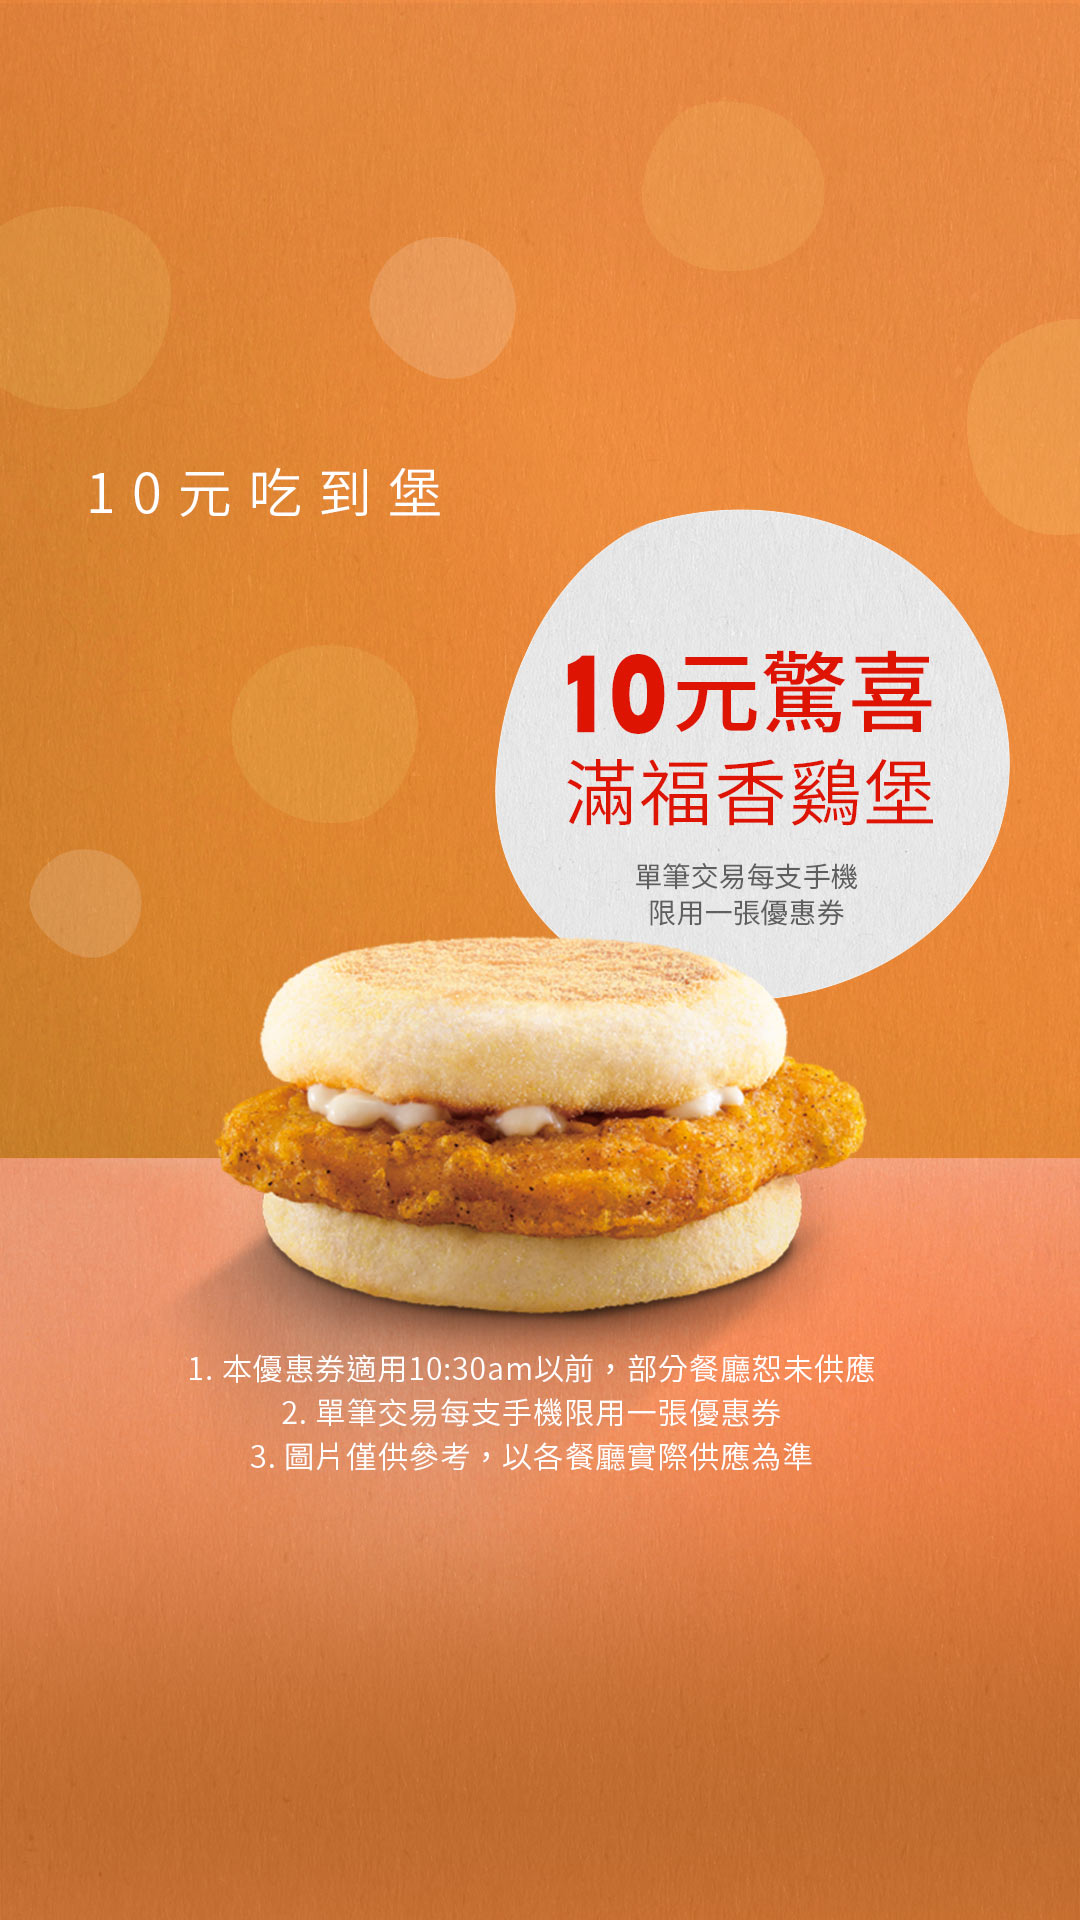 10元吃到堡
10元驚喜
滿福香鷄堡
單筆交易每支手機
限用一張優惠券
1. 本優惠券適用10:30am以前，部分餐廳恕未供應
2. 單筆交易每支手機限用一張優惠券
3. 圖片僅供參考，以各餐廳實際供應為準